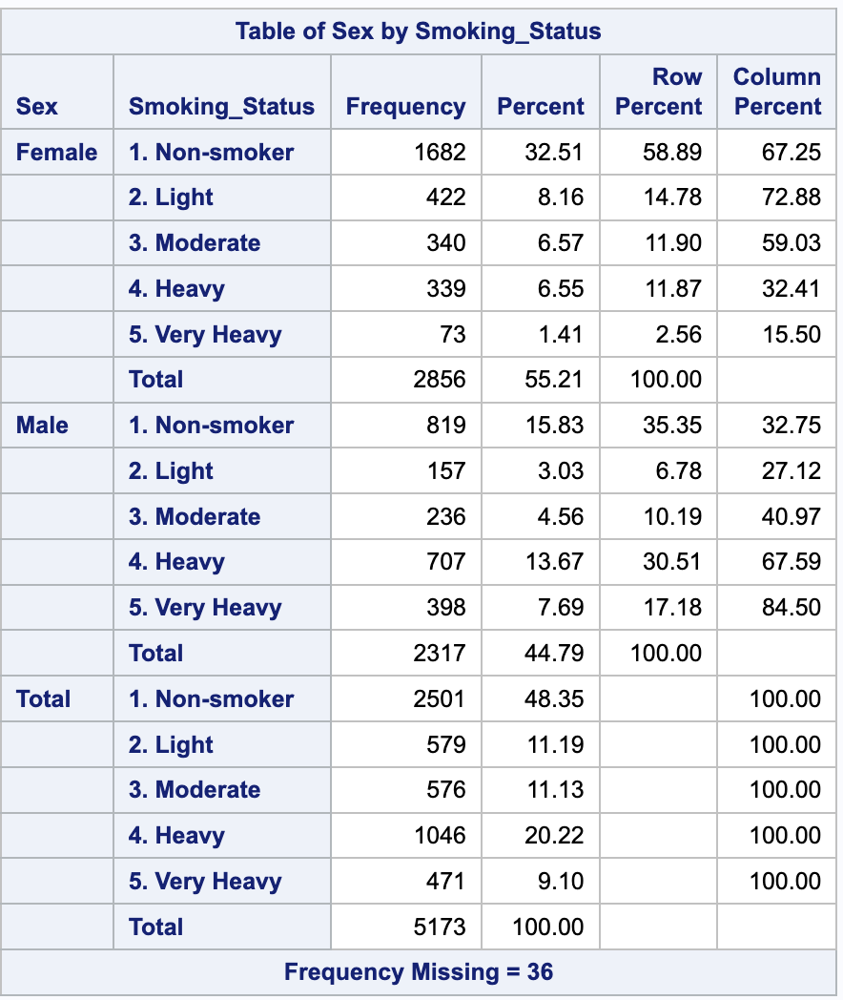 Table of Sex by Smoking_Status
Sex Smoking_Status Frequency Percent Row Percent Column Percent
Female 1. Non-smoker 1682 32.51 58.89 67.25
2. Light 422 8.16 14.78 72.88
3. Moderate 340 6.57 11.90 59.03
4. Heavy 339 6.55 11.87 32.41
5. Very Heavy 73 1.41 2.56 15.50
Total 2856 55.21 100.00
Male 1. Non-smoker 819 15.83 35.35 32.75
2. Light 157 3.03 6.78 27.12
3. Moderate 236 4.56 10.19 40.97
4. Heavy 707 13.67 30.51 67.59
5. Very Heavy 398 7.69 17.18 84.50
Total 2317 44.79 100.00
Total 1. Non-smoker 2501 48.35 100.00
2. Light 579 11.19 100.00
3. Moderate 576 11.13 100.00
4. Heavy 1046 20.22 100.00
5. Very Heavy 471 9.10 100.00
Total 5173 100.00
Frequency Missing = 36